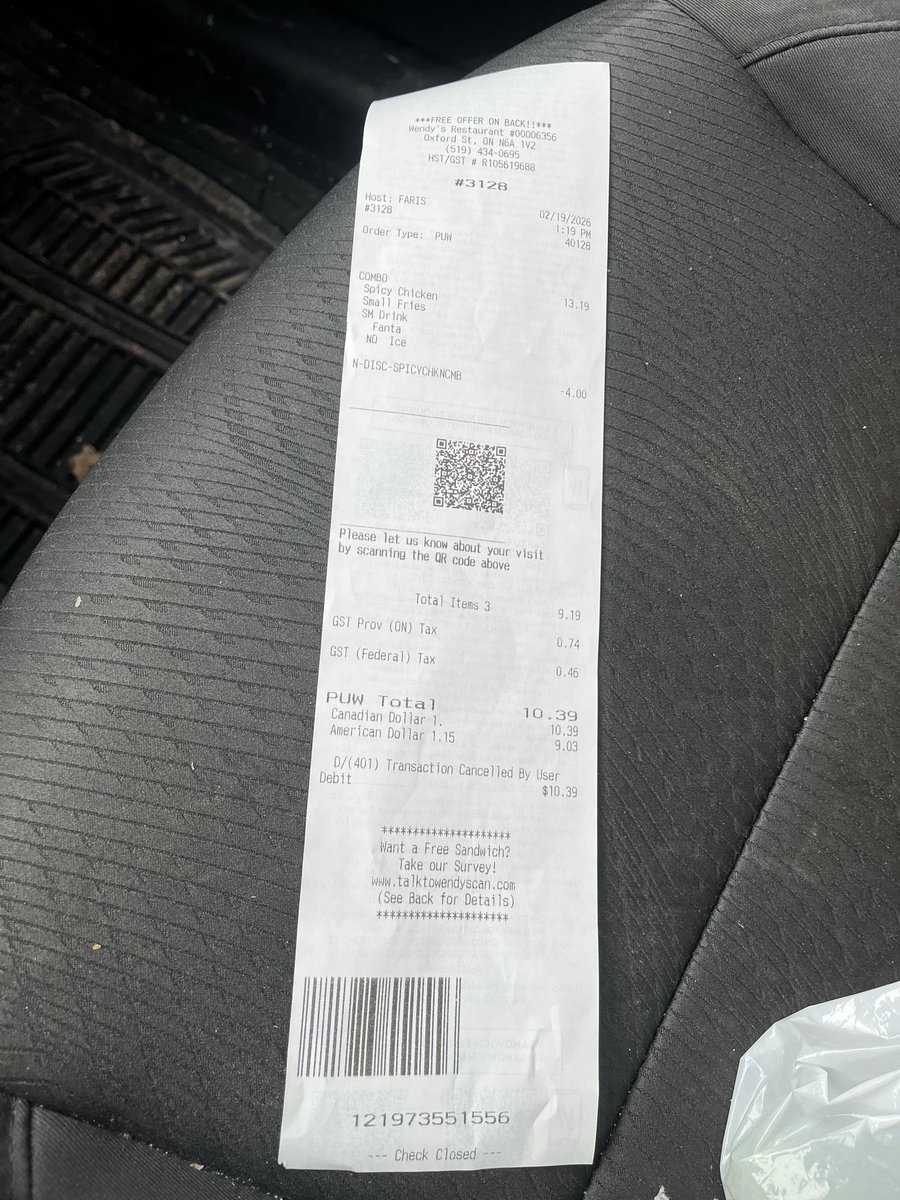 ***FREE OFFER ON BACK!!***
Wendy's Restaurant #00006356
Oxford St, ON N6A 1V2
(519) 434-0695
HST/GST # R105619688
#3128
Host: FARIS 02/19/2026
#3128 1:19 PM
40128
Order Type: PUW
COMBO
Spicy Chicken 13.19
Small Fries
SM Drink
Fanta
NO Ice
N-DISC-SPICYCHKNCMB -4.00
Please let us know about your visit
by scanning the QR code above
Total Items 3 9.19
GST Prov (ON) Tax 0.74
GST (Federal) Tax 0.46
PUW Total 10.39
Canadian Dollar 1. 10.39
American Dollar 1.15 9.03
D/(401) Transaction Cancelled By User
Debit $10.39
********************
Want a Free Sandwich?
Take our Survey!
www.talktowendyscan.com
(See Back for Details)
********************
121973551556
--- Check Closed ---